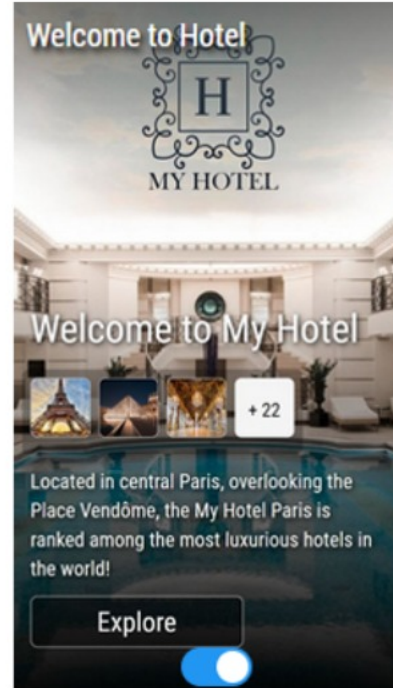 Welcome to Hotel
H
MY HOTEL
Welcome to My Hotel
+ 22
Located in central Paris, overlooking the
Place Vendôme, the My Hotel Paris is
ranked among the most luxurious hotels in
the world!
Explore